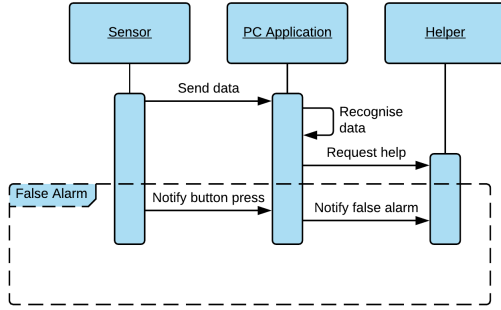 Sensor
PC Application
Helper
Send data
Recognise
data
Request help
False Alarm
Notify button press
Notify false alarm